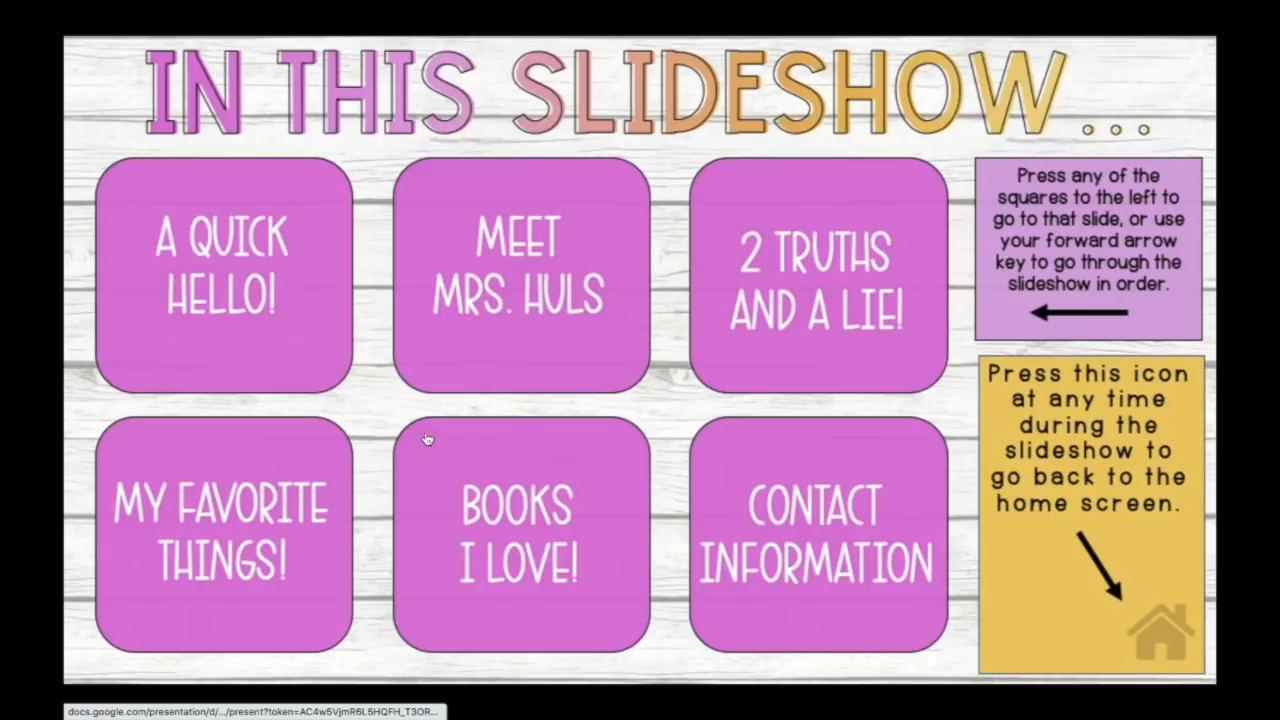 IN THIS SLIDESHOW...
A QUICK
HELLO!
MEET
MRS. HULS
2 TRUTHS
AND A LIE!
Press any of the
squares to the left to
go to that slide, or use
your forward arrow
key to go through the
slideshow in order.
MY FAVORITE
THINGS!
BOOKS
I LOVE!
CONTACT
INFORMATION
Press this icon
at any time
during the
slideshow to
go back to the
home screen.
docs.google.com/presentation/d/.../present?token=AC4w5VjmR6L5HQFH_T3OR...